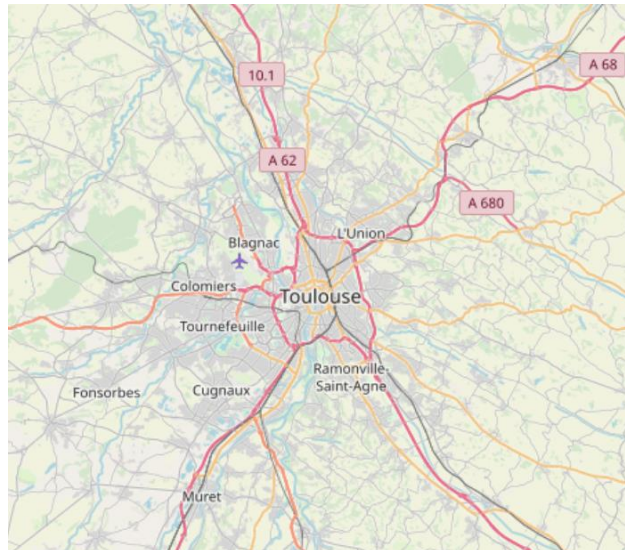 10.1
A 68
A 62
A 680
L'Union
Blagnac
Colomiers
Toulouse
Tournefeuille
Ramonville-
Saint-Agne
Fonsorbes
Cugnaux
Muret